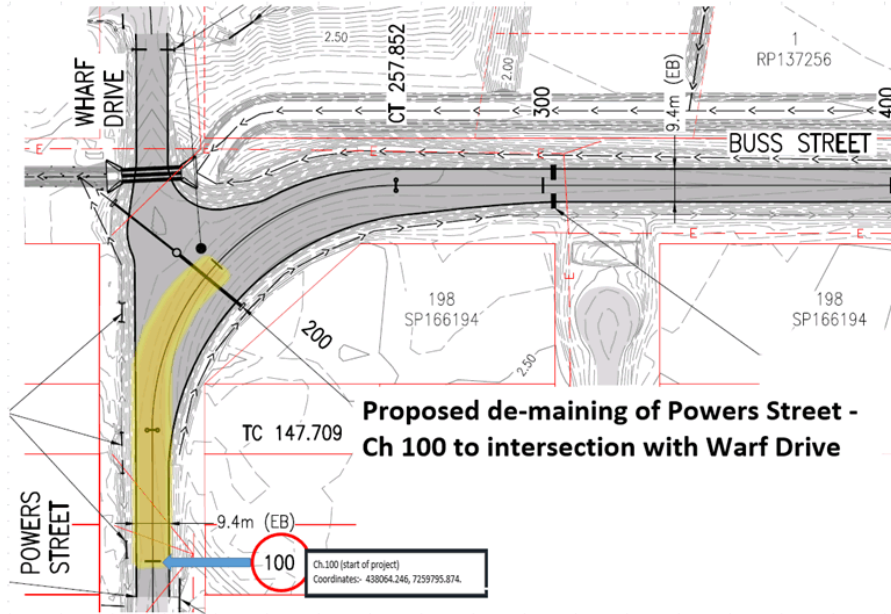 2.50
1
RP137256
WHARF
DRIVE
CT 257.852
2.00
300
9.4m (EB)
400
BUSS STREET
E
E
E
E
E
E
198
SP166194
198
SP166194
200
2.50
Proposed de-maining of Powers Street -
Ch 100 to intersection with Warf Drive
TC 147.709
POWERS
STREET
9.4m (EB)
100
Ch.100 (start of project)
Coordinates:- 438064.246, 7259795.874.